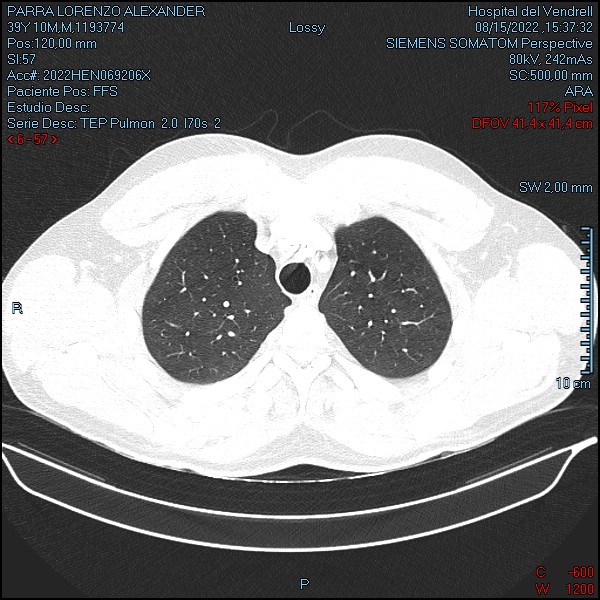 PARRA LORENZO ALEXANDER
39Y 10M,M,1193774
Pos:120,00 mm
SI:57
Acc#: 2022HEN069206X
Paciente Pos: FFS
Estudio Desc:
Serie Desc: TEP Pulmon 2.0 I70s 2
<6-57>
Lossy
Hospital del Vendrell
08/15/2022 ,15:37:32
SIEMENS SOMATOM Perspective
80kV, 242mAs
SC:500,00 mm
ARA
117% Pixel
DFOV 41,4 x 41,4 cm
SW 2,00 mm
R
10 cm
P
C -600
W 1200